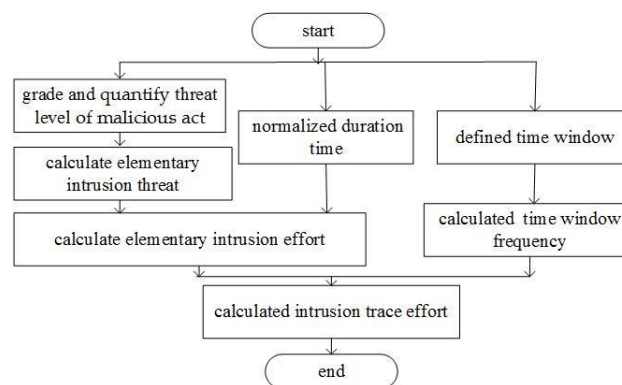 start
grade and quantify threat
level of malicious act
normalized duration
time
defined time window
calculate elementary
intrusion threat
calculate elementary intrusion effort
calculated time window
frequency
calculated intrusion trace effort
end